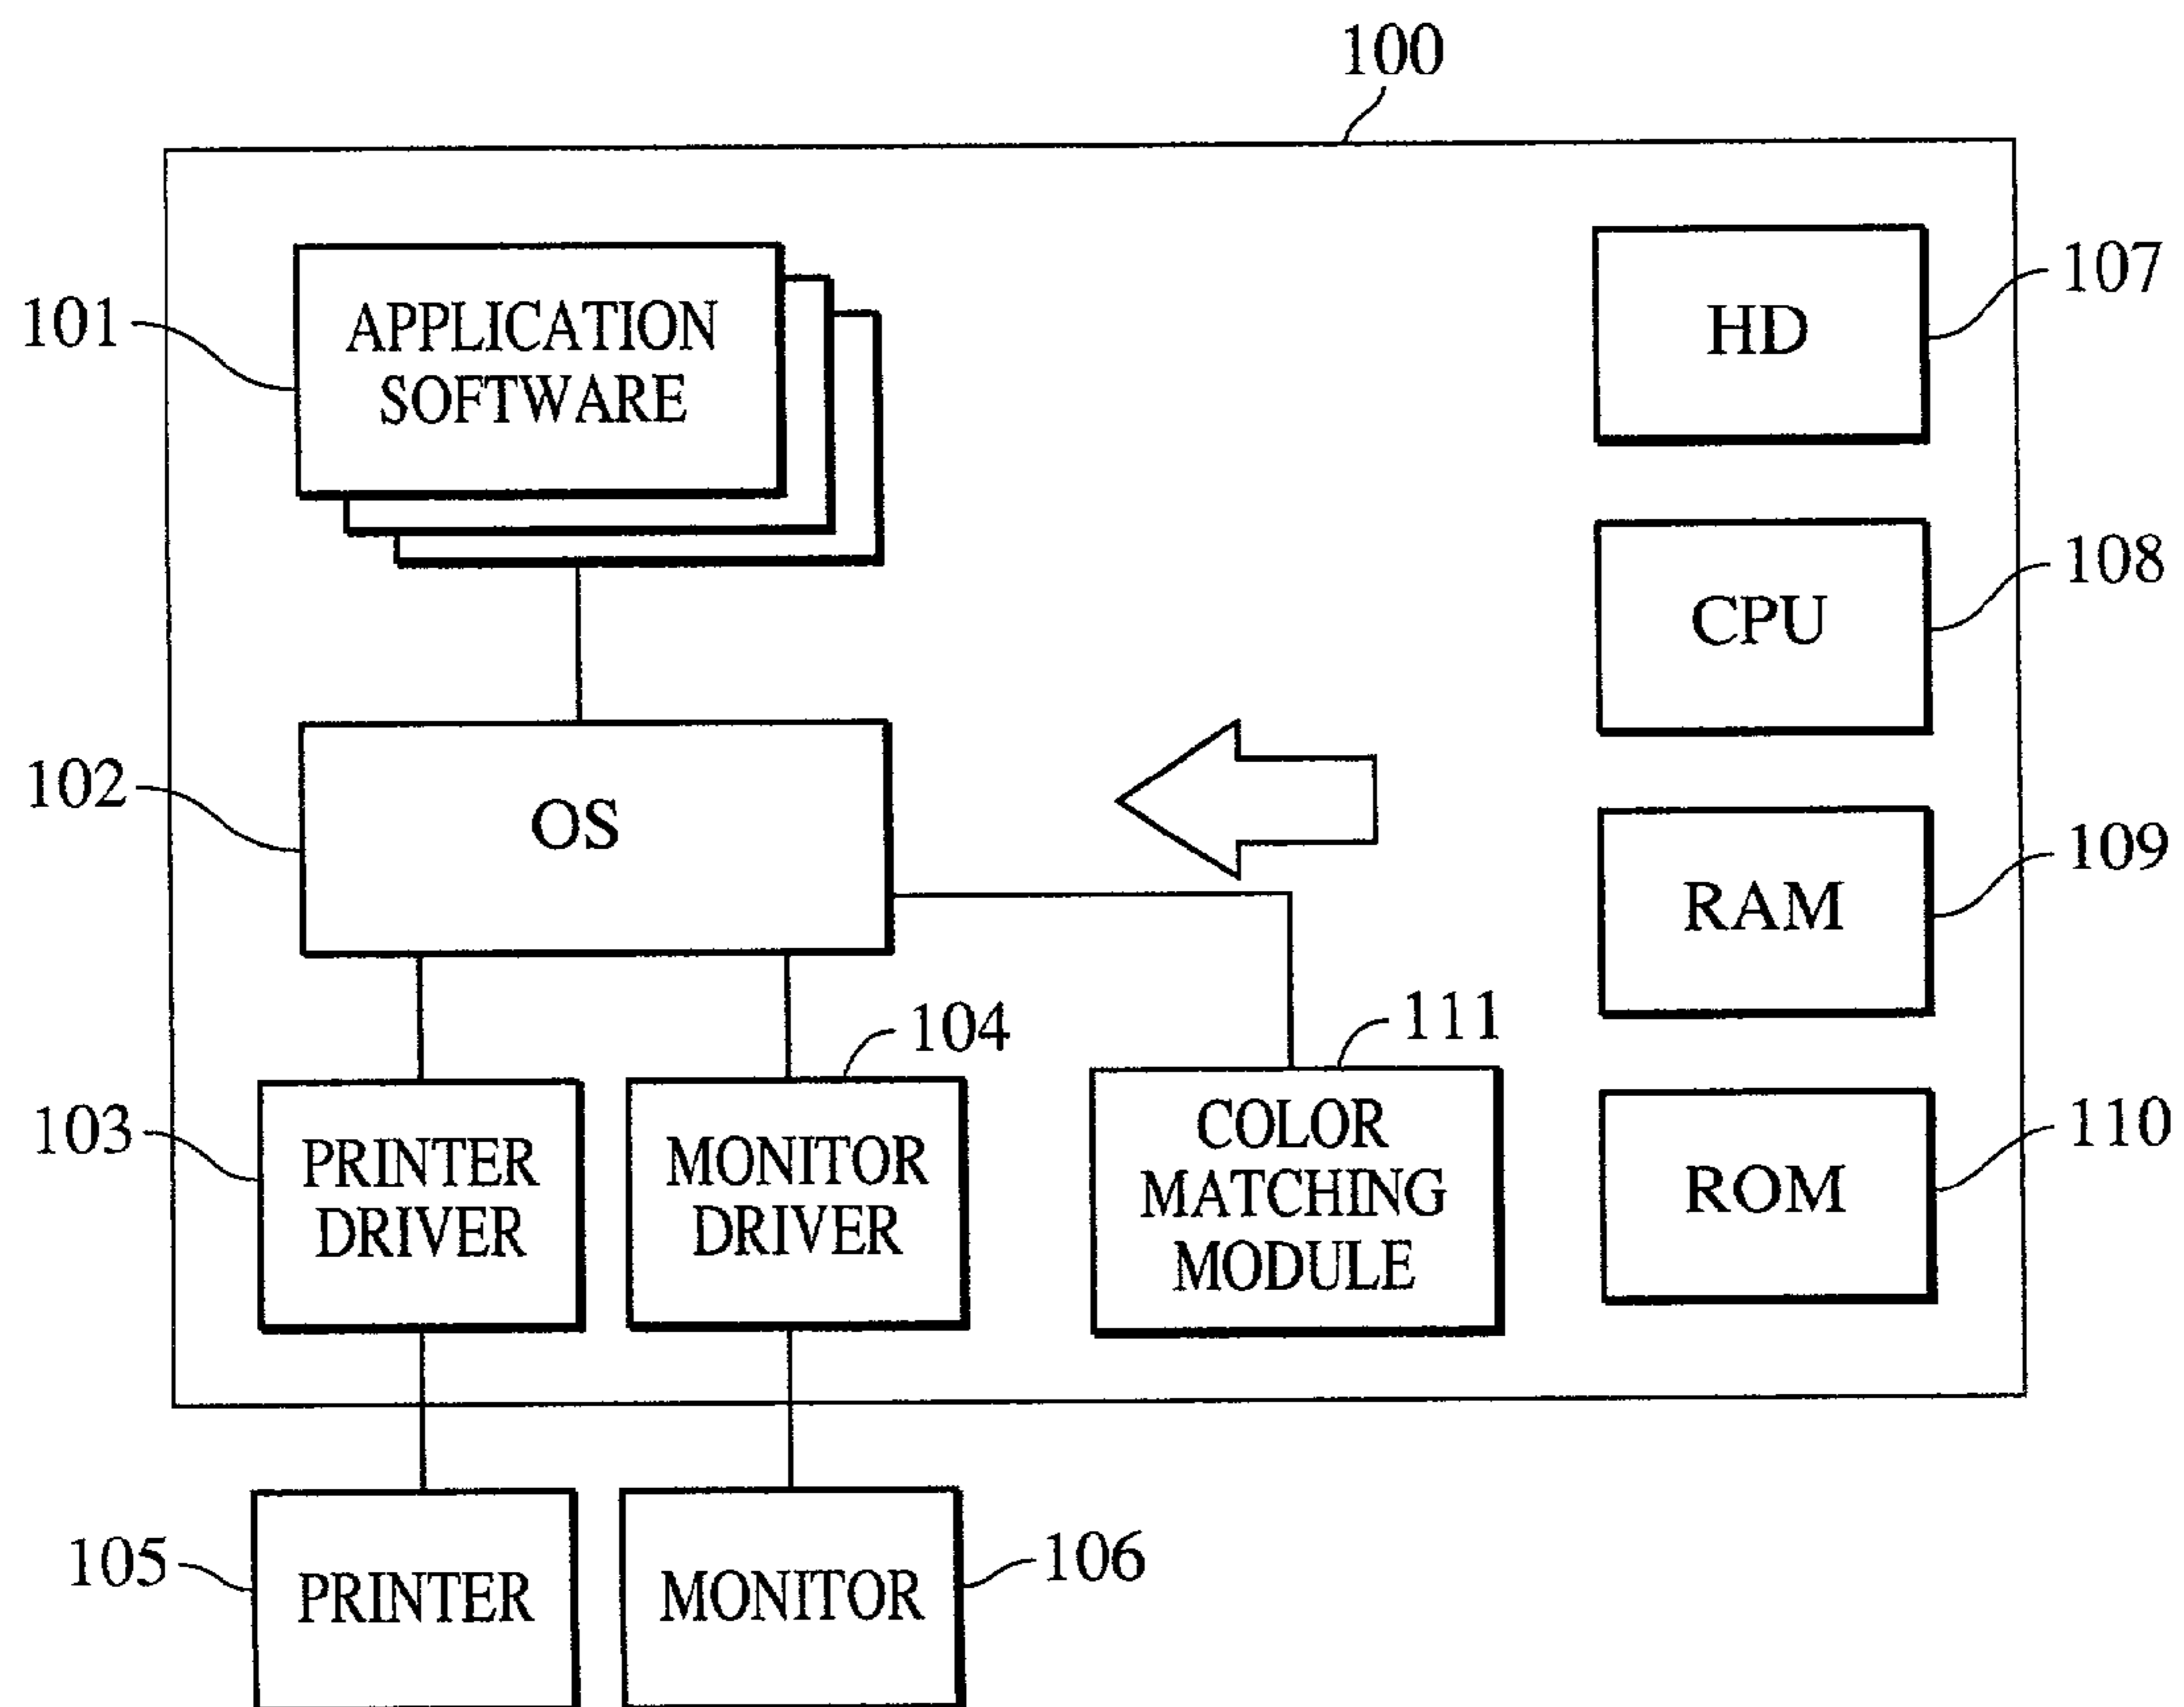 100
101
APPLICATION
SOFTWARE
HD
107
CPU
108
102
OS
RAM
109
104
111
103
PRINTER
DRIVER
MONITOR
DRIVER
COLOR
MATCHING
MODULE
ROM
110
105
PRINTER
MONITOR
106